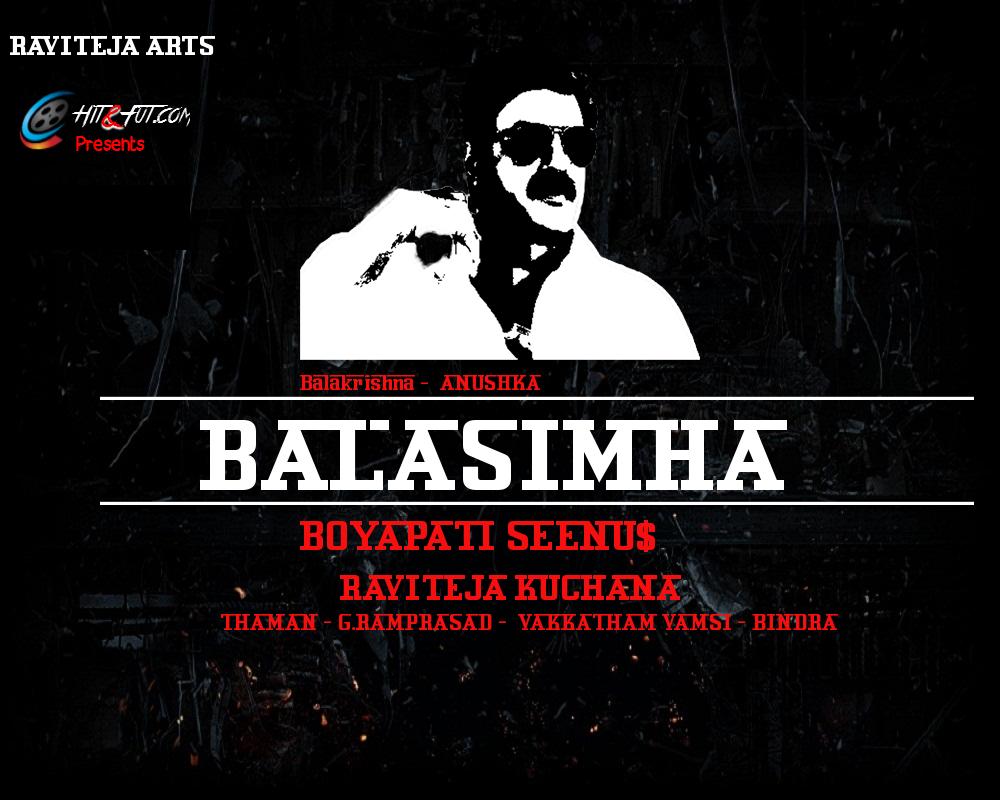 RAVITEJA ARTS
HIT&FUT.COM
Presents
Balakrishna - ANUSHKA
BALASIMHA
BOYAPATI SEENU$
RAVITEJA KUCHANA
THAMAN - G.RAMPRASAD - VAKKATHAM VAMSI - BINDRA